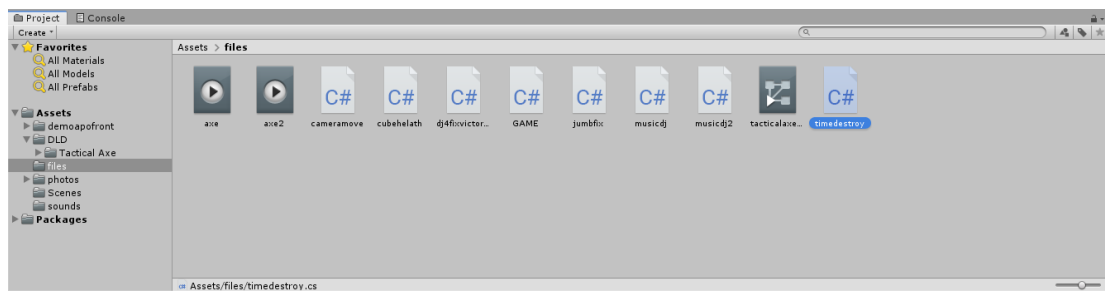 Project Console
Create
Favorites
All Materials
All Models
All Prefabs
Assets
demoapofront
DLD
Tactical Axe
files
photos
Scenes
sounds
Packages
Assets > files
axe axe2 cameramove cubehelath dj4fixvictor... GAME jumbfix musicdj musicdj2 tacticalaxe... timedestroy
C# C# C# C# C# C# C# C#
Assets/files/timedestroy.cs